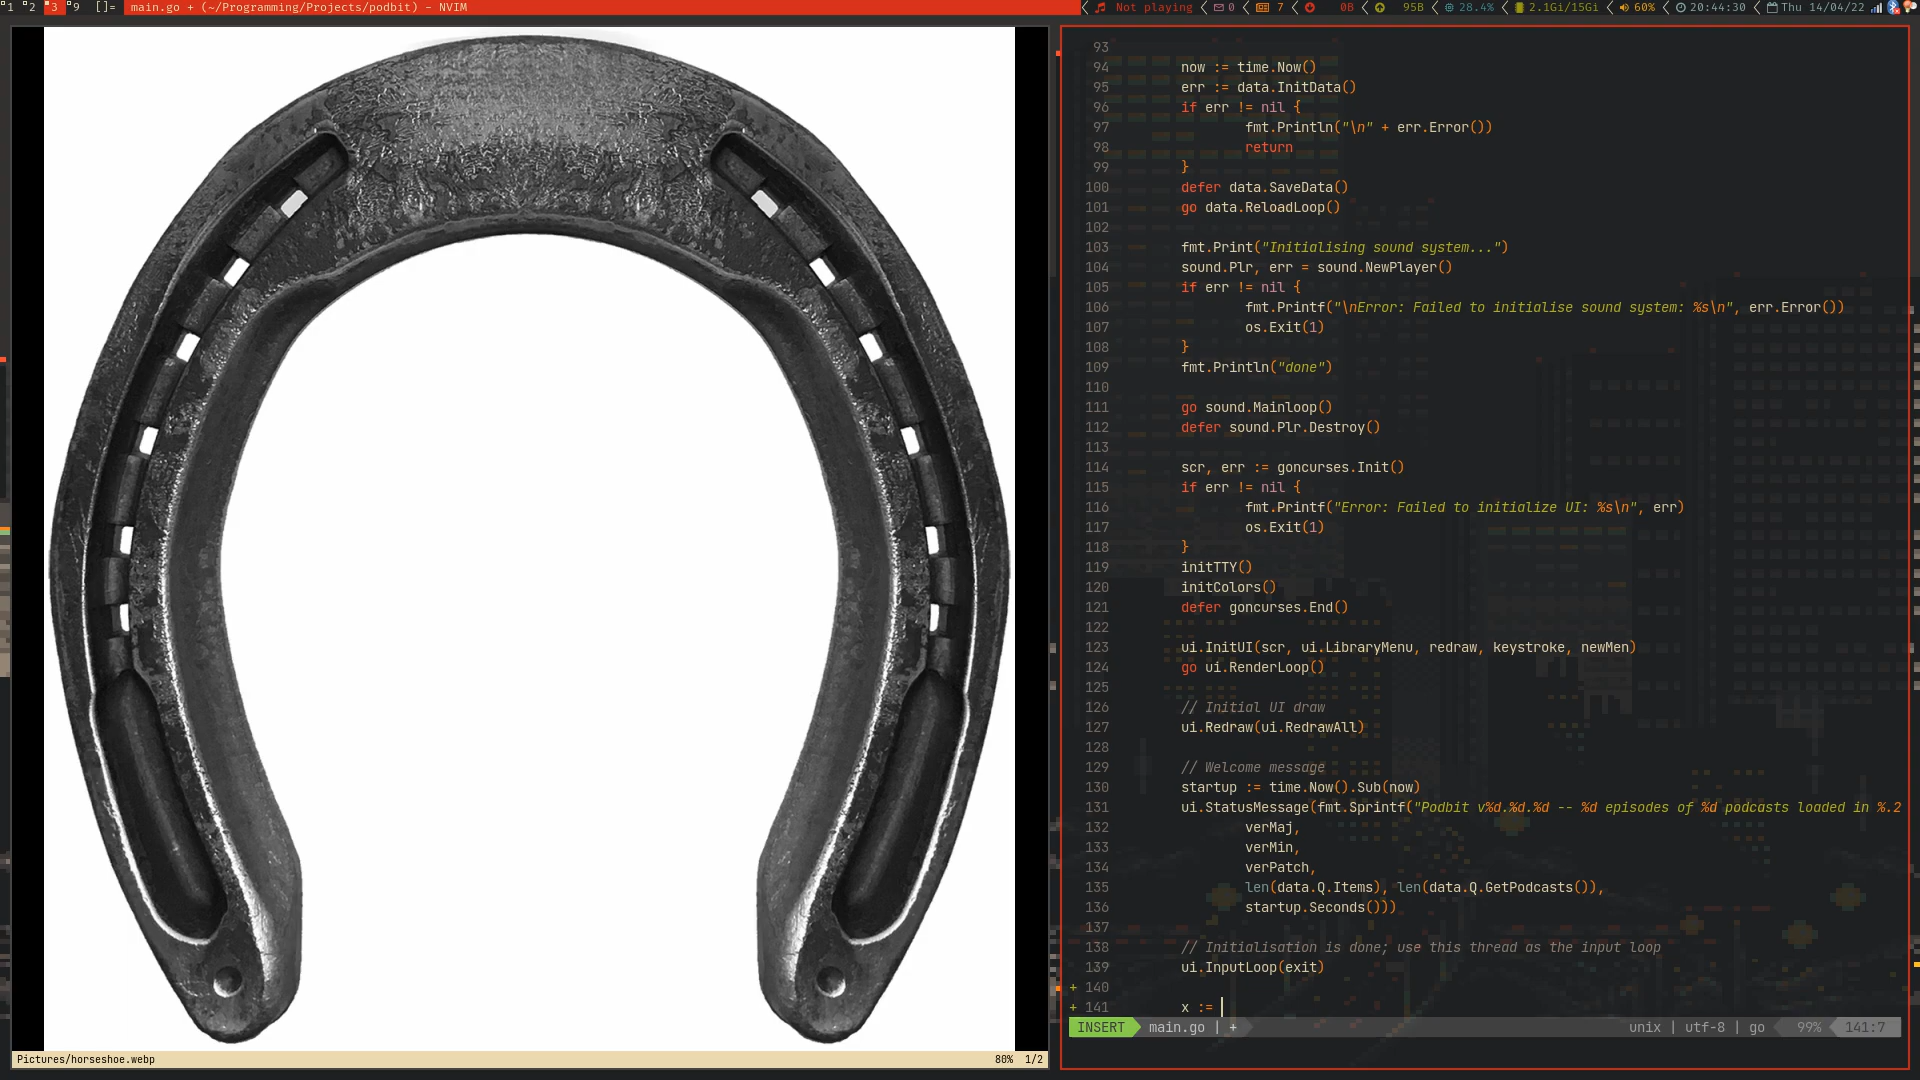 1 2 3 9 []= main.go + (~/Programming/Projects/podbit) - NVIM
Not playing 0 7 0B 95B 28.4% 2.1Gi/15Gi 60% 20:44:30 Thu 14/04/22
Pictures/horseshoe.webp 80% 1/2
93
94 now := time.Now()
95 err := data.InitData()
96 if err != nil {
97 fmt.Println("\n" + err.Error())
98 return
99 }
100 defer data.SaveData()
101 go data.ReloadLoop()
102
103 fmt.Print("Initialising sound system...")
104 sound.Plr, err = sound.NewPlayer()
105 if err != nil {
106 fmt.Printf("\nError: Failed to initialise sound system: %s\n", err.Error())
107 os.Exit(1)
108 }
109 fmt.Println("done")
110
111 go sound.Mainloop()
112 defer sound.Plr.Destroy()
113
114 scr, err := goncurses.Init()
115 if err != nil {
116 fmt.Printf("Error: Failed to initialize UI: %s\n", err)
117 os.Exit(1)
118 }
119 initTTY()
120 initColors()
121 defer goncurses.End()
122
123 ui.InitUI(scr, ui.LibraryMenu, redraw, keystroke, newMen)
124 go ui.RenderLoop()
125
126 // Initial UI draw
127 ui.Redraw(ui.RedrawAll)
128
129 // Welcome message
130 startup := time.Now().Sub(now)
131 ui.StatusMessage(fmt.Sprintf("Podbit v%d.%d.%d -- %d episodes of %d podcasts loaded in %.2
132 verMaj,
133 verMin,
134 verPatch,
135 len(data.Q.Items), len(data.Q.GetPodcasts()),
136 startup.Seconds()))
137
138 // Initialisation is done; use this thread as the input loop
139 ui.InputLoop(exit)
+ 140
+ 141 x :=
INSERT main.go | + unix | utf-8 | go 99% 141:7